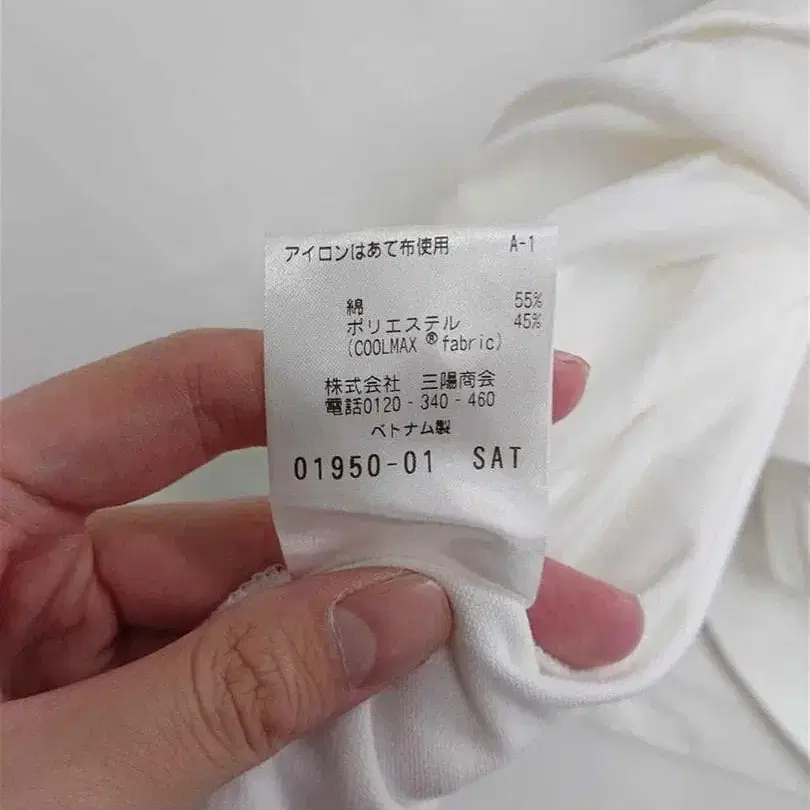 アイロンはあて布使用 A-1
綿 55%
ポリエステル 45%
(COOLMAX ® fabric)
株式会社 三陽商会
電話0120-340-460
ベトナム製
01950-01 SAT